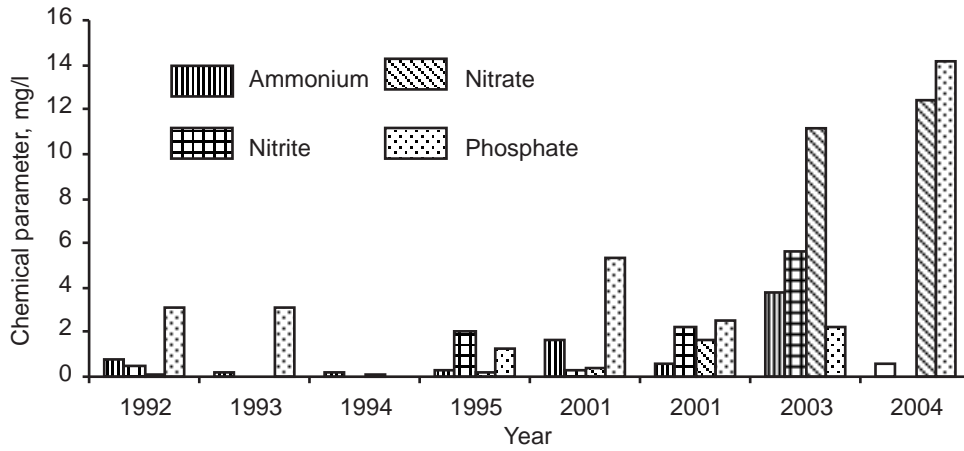 16
14
12
10
8
6
4
2
0
Chemical parameter, mg/l
Ammonium
Nitrate
Nitrite
Phosphate
1992 1993 1994 1995 2001 2001 2003 2004
Year